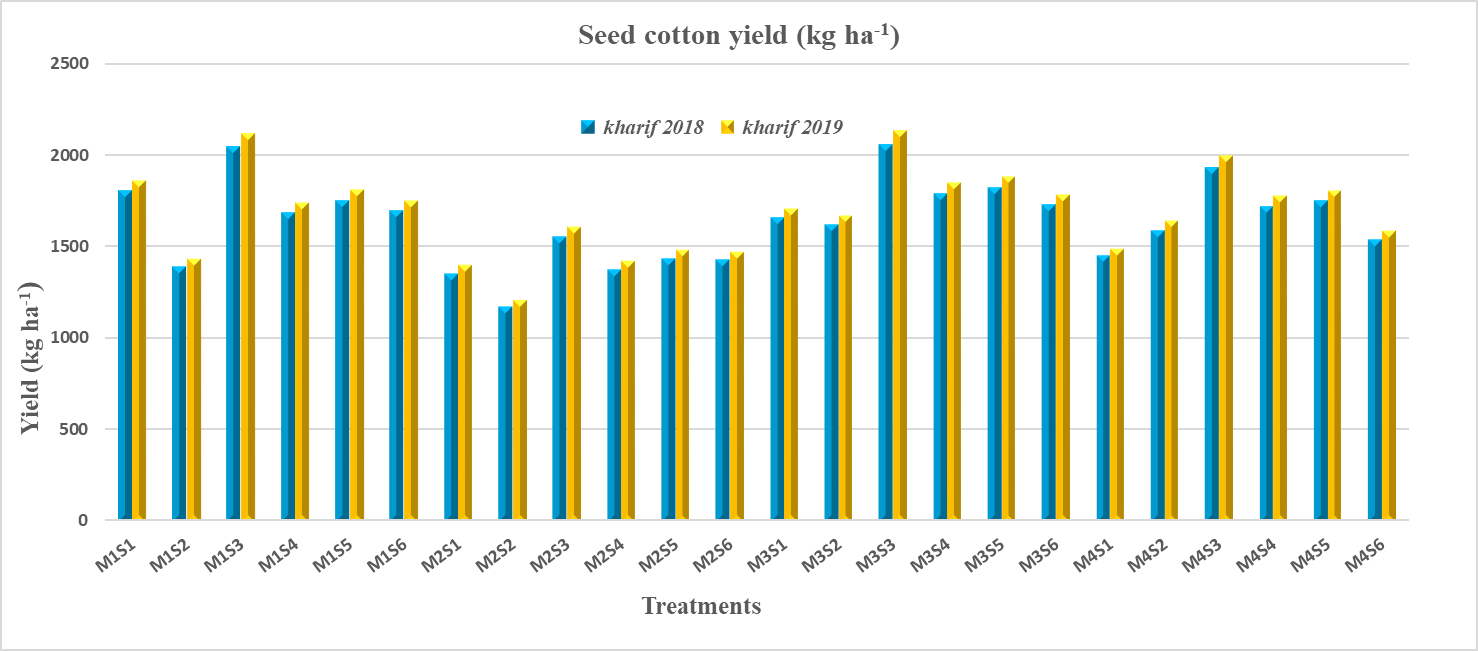 Seed cotton yield (kg ha-1)
kharif 2018 kharif 2019
Yield (kg ha-1)
2500
2000
1500
1000
500
0
M1S1 M1S2 M1S3 M1S4 M1S5 M1S6 M2S1 M2S2 M2S3 M2S4 M2S5 M2S6 M3S1 M3S2 M3S3 M3S4 M3S5 M3S6 M4S1 M4S2 M4S3 M4S4 M4S5 M4S6
Treatments